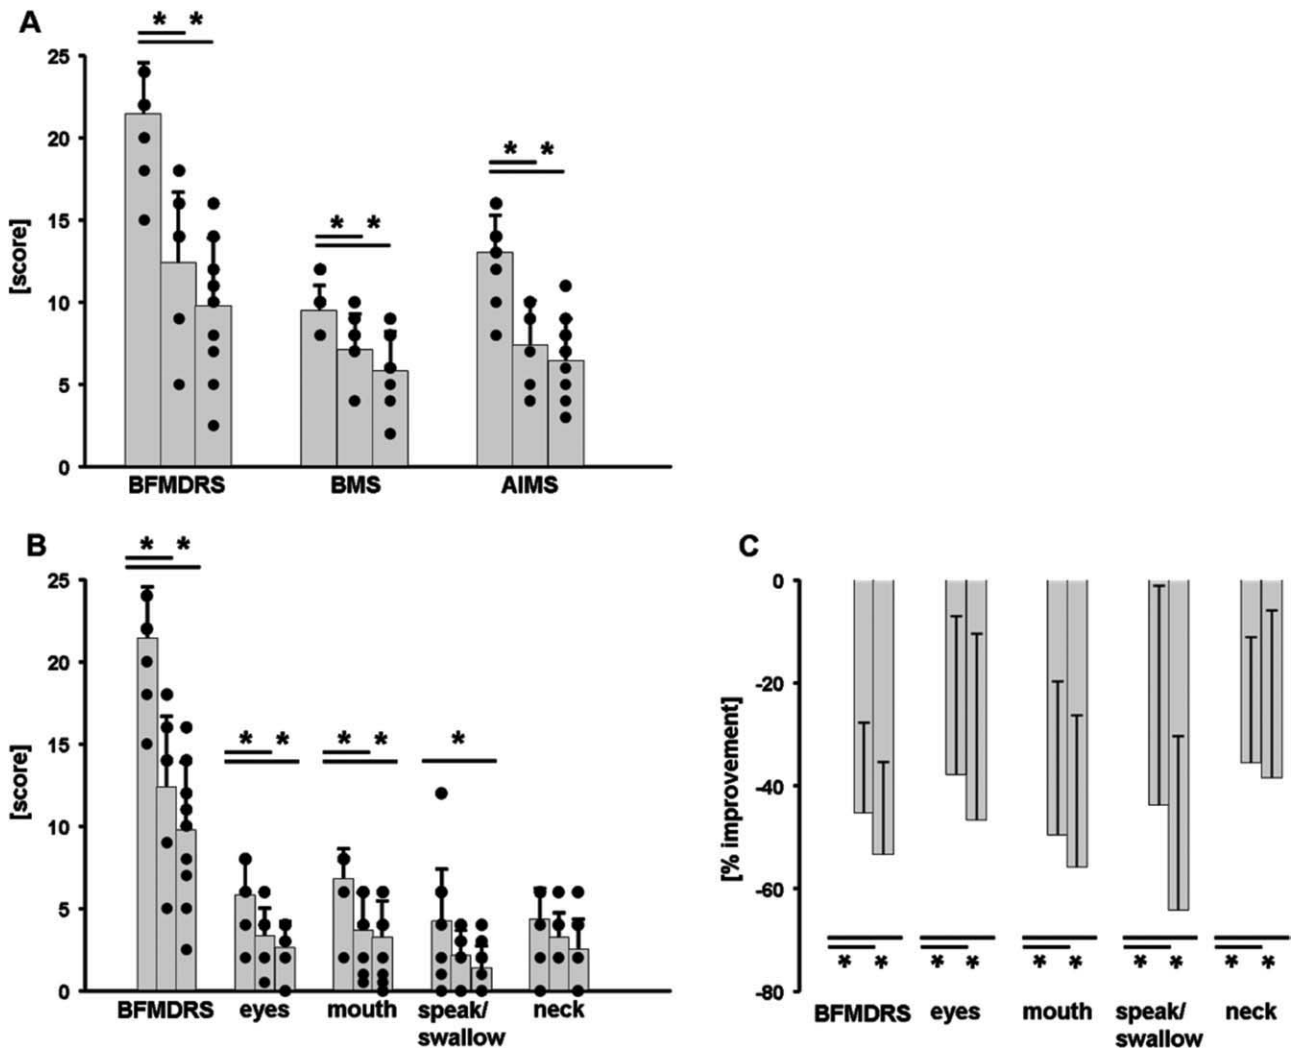 A
* *
25
20
15
10
5
0
[score]
* *
* *
BFMDRS BMS AIMS
B
* *
25
20
15
10
5
0
[score]
* *
* *
*
BFMDRS eyes mouth speak/ neck
swallow
C
0
-20
-40
-60
-80
[% improvement]
* * * * * * * * * *
BFMDRS eyes mouth speak/ neck
swallow